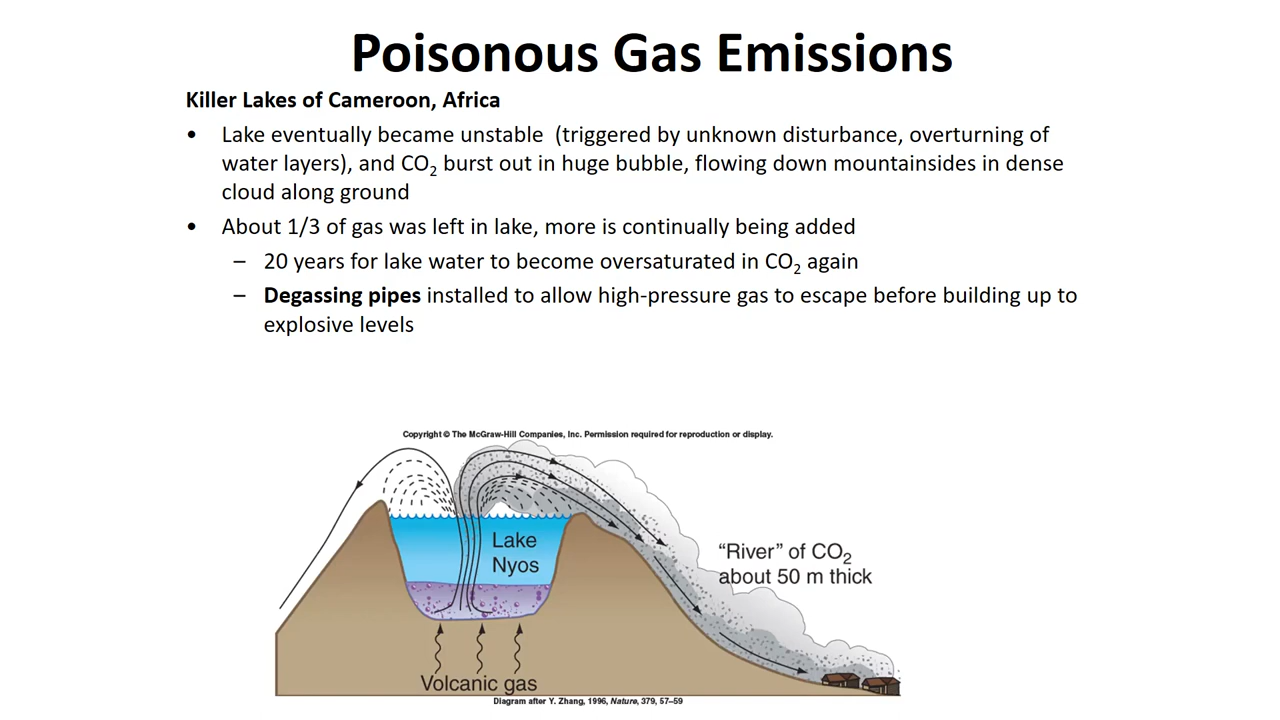 Poisonous Gas Emissions
Killer Lakes of Cameroon, Africa
• Lake eventually became unstable (triggered by unknown disturbance, overturning of
water layers), and CO₂ burst out in huge bubble, flowing down mountainsides in dense
cloud along ground
• About 1/3 of gas was left in lake, more is continually being added
– 20 years for lake water to become oversaturated in CO₂ again
– Degassing pipes installed to allow high-pressure gas to escape before building up to
explosive levels
Copyright © The McGraw-Hill Companies, Inc. Permission required for reproduction or display.
Lake
Nyos
“River” of CO₂
about 50 m thick
Volcanic gas
Diagram after Y. Zhang, 1996, Nature, 379, 57–59